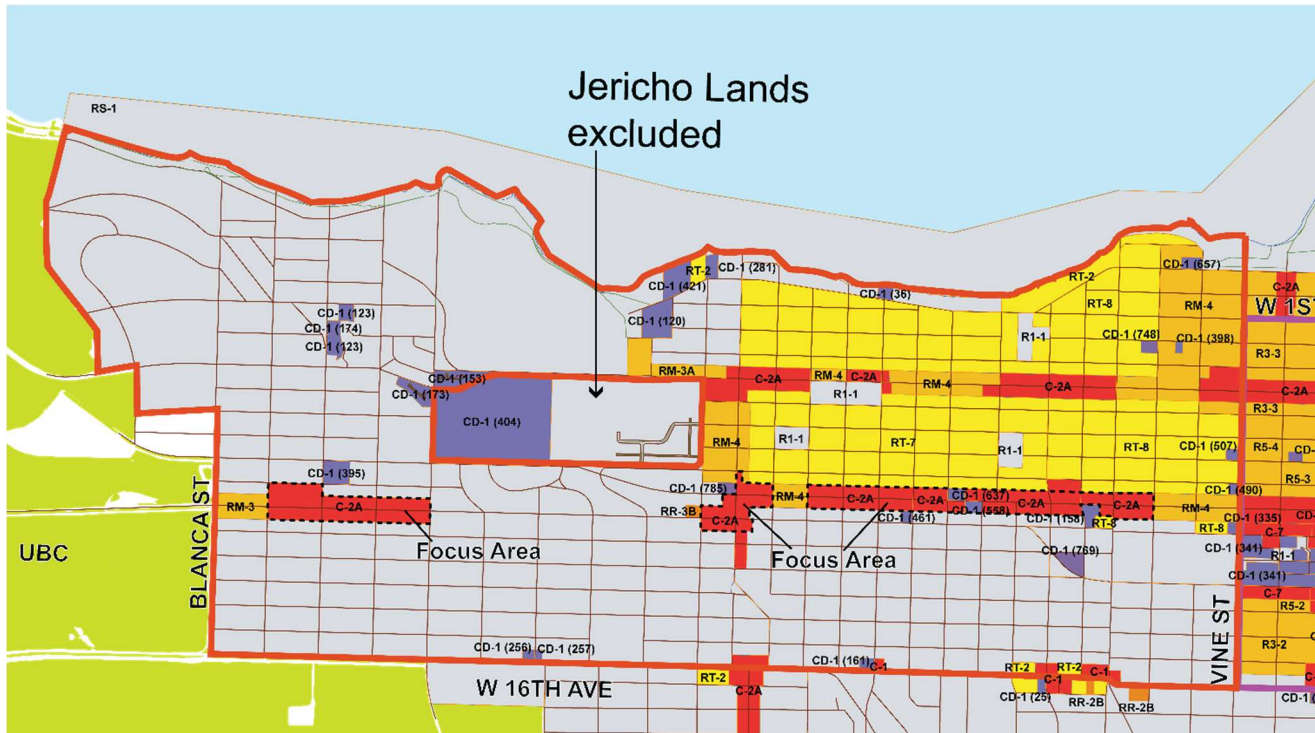 Jericho Lands
excluded
RS-1
RT-2
CD-1 (281)
CD-1 (421)
CD-1 (657)
RT-2
C-2A
CD-1 (36)
CD-1 (123)
CD-1 (174)
CD-1 (123)
CD-1 (120)
RT-8
RM-4
W 1ST
CD-1 (748)
CD-1 (398)
R1-1
R3-3
CD-1 (153)
RM-3A
C-2A
RM-4
C-2A
RM-4
C-2A
CD-1 (173)
R1-1
R3-3
CD-1 (404)
RM-4
R1-1
RT-7
R1-1
RT-8
CD-1 (507)
R5-4
CD-
CD-1 (395)
R5-3
CD-1 (785)
RM-4
C-2A
C-2A
CD-1 (637)
C-2A
C-2A
CD-1 (490)
RM-3
C-2A
RR-3B
C-2A
CD-1 (461)
CD-1 (558)
CD-1 (158)
RT-8
RM-4
RT-8
CD-1 (335)
CD-
C-7
Focus Area
Focus Area
CD-1 (341)
R1-1
CD-1 (769)
CD-1 (341)
UBC
BLANCA ST
VINE ST
C-7
R5-2
R3-2
CD-1 (256)
CD-1 (257)
CD-1 (161)
C-1
RT-2
RT-2
C-1
W 16TH AVE
RT-2
C-2A
C-1
CD-1 (25)
RR-2B
RR-2B
CD-1